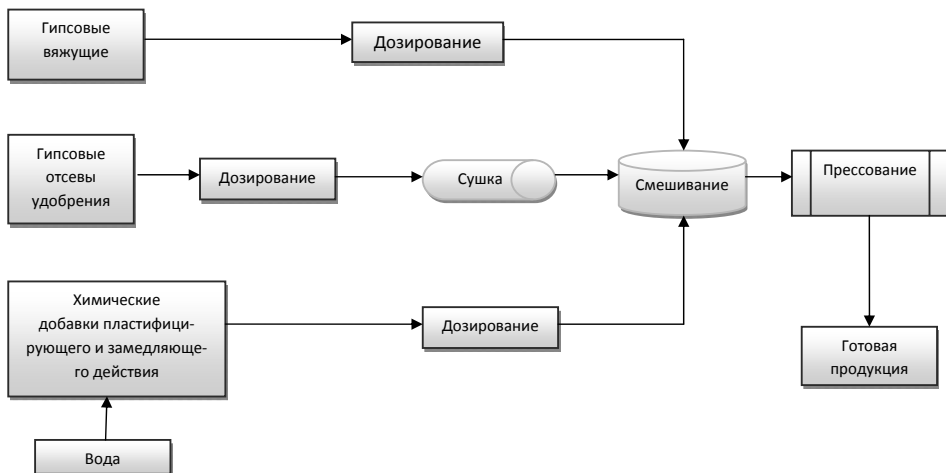 Гипсовые
вяжущие
Дозирование
Гипсовые
отсевы
удобрения
Дозирование
Сушка
Смешивание
Прессование
Химические
добавки пластифици-
рующего и замедляюще-
го действия
Дозирование
Готовая
продукция
Вода